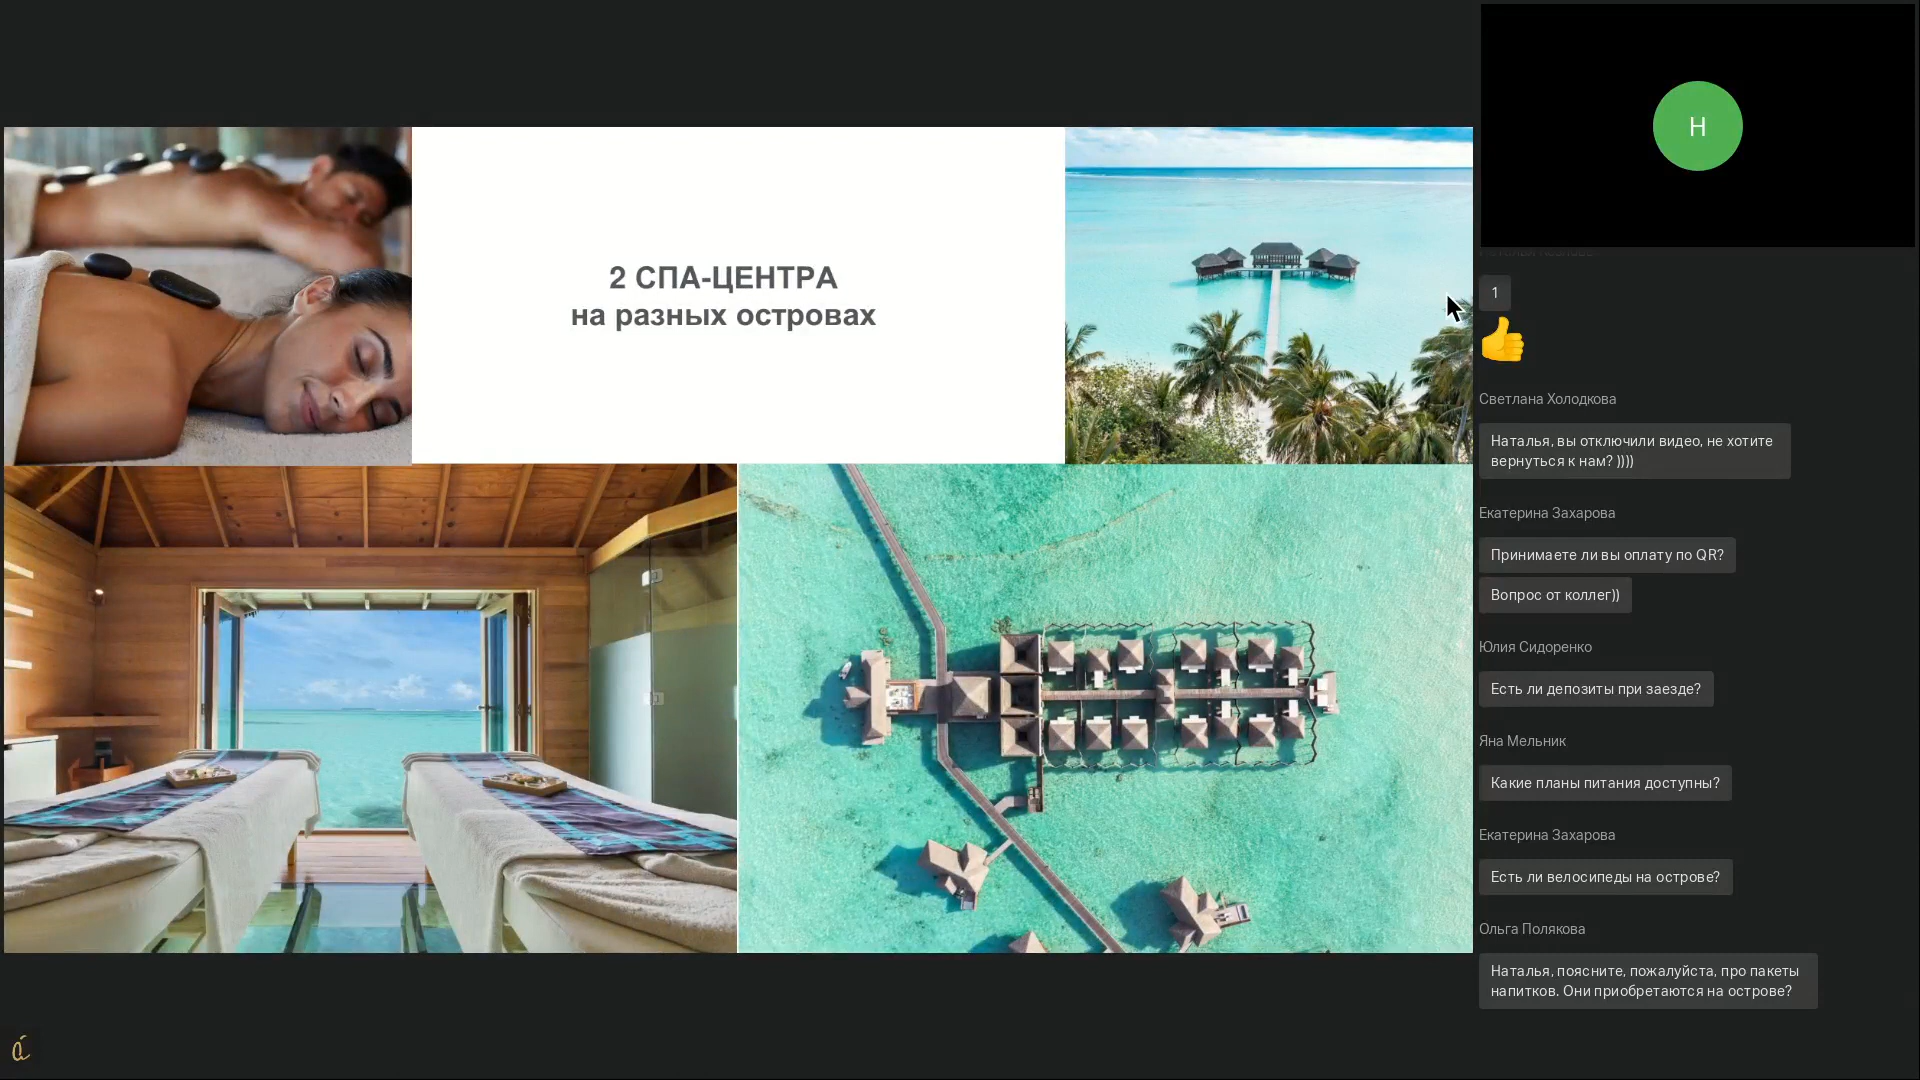 2 СПА-ЦЕНТРА
на разных островах
Н
1
Светлана Холодкова
Наталья, вы отключили видео, не хотите
вернуться к нам? ))))
Екатерина Захарова
Принимаете ли вы оплату по QR?
Вопрос от коллег))
Юлия Сидоренко
Есть ли депозиты при заезде?
Яна Мельник
Какие планы питания доступны?
Екатерина Захарова
Есть ли велосипеды на острове?
Ольга Полякова
Наталья, поясните, пожалуйста, про пакеты
напитков. Они приобретаются на острове?
á